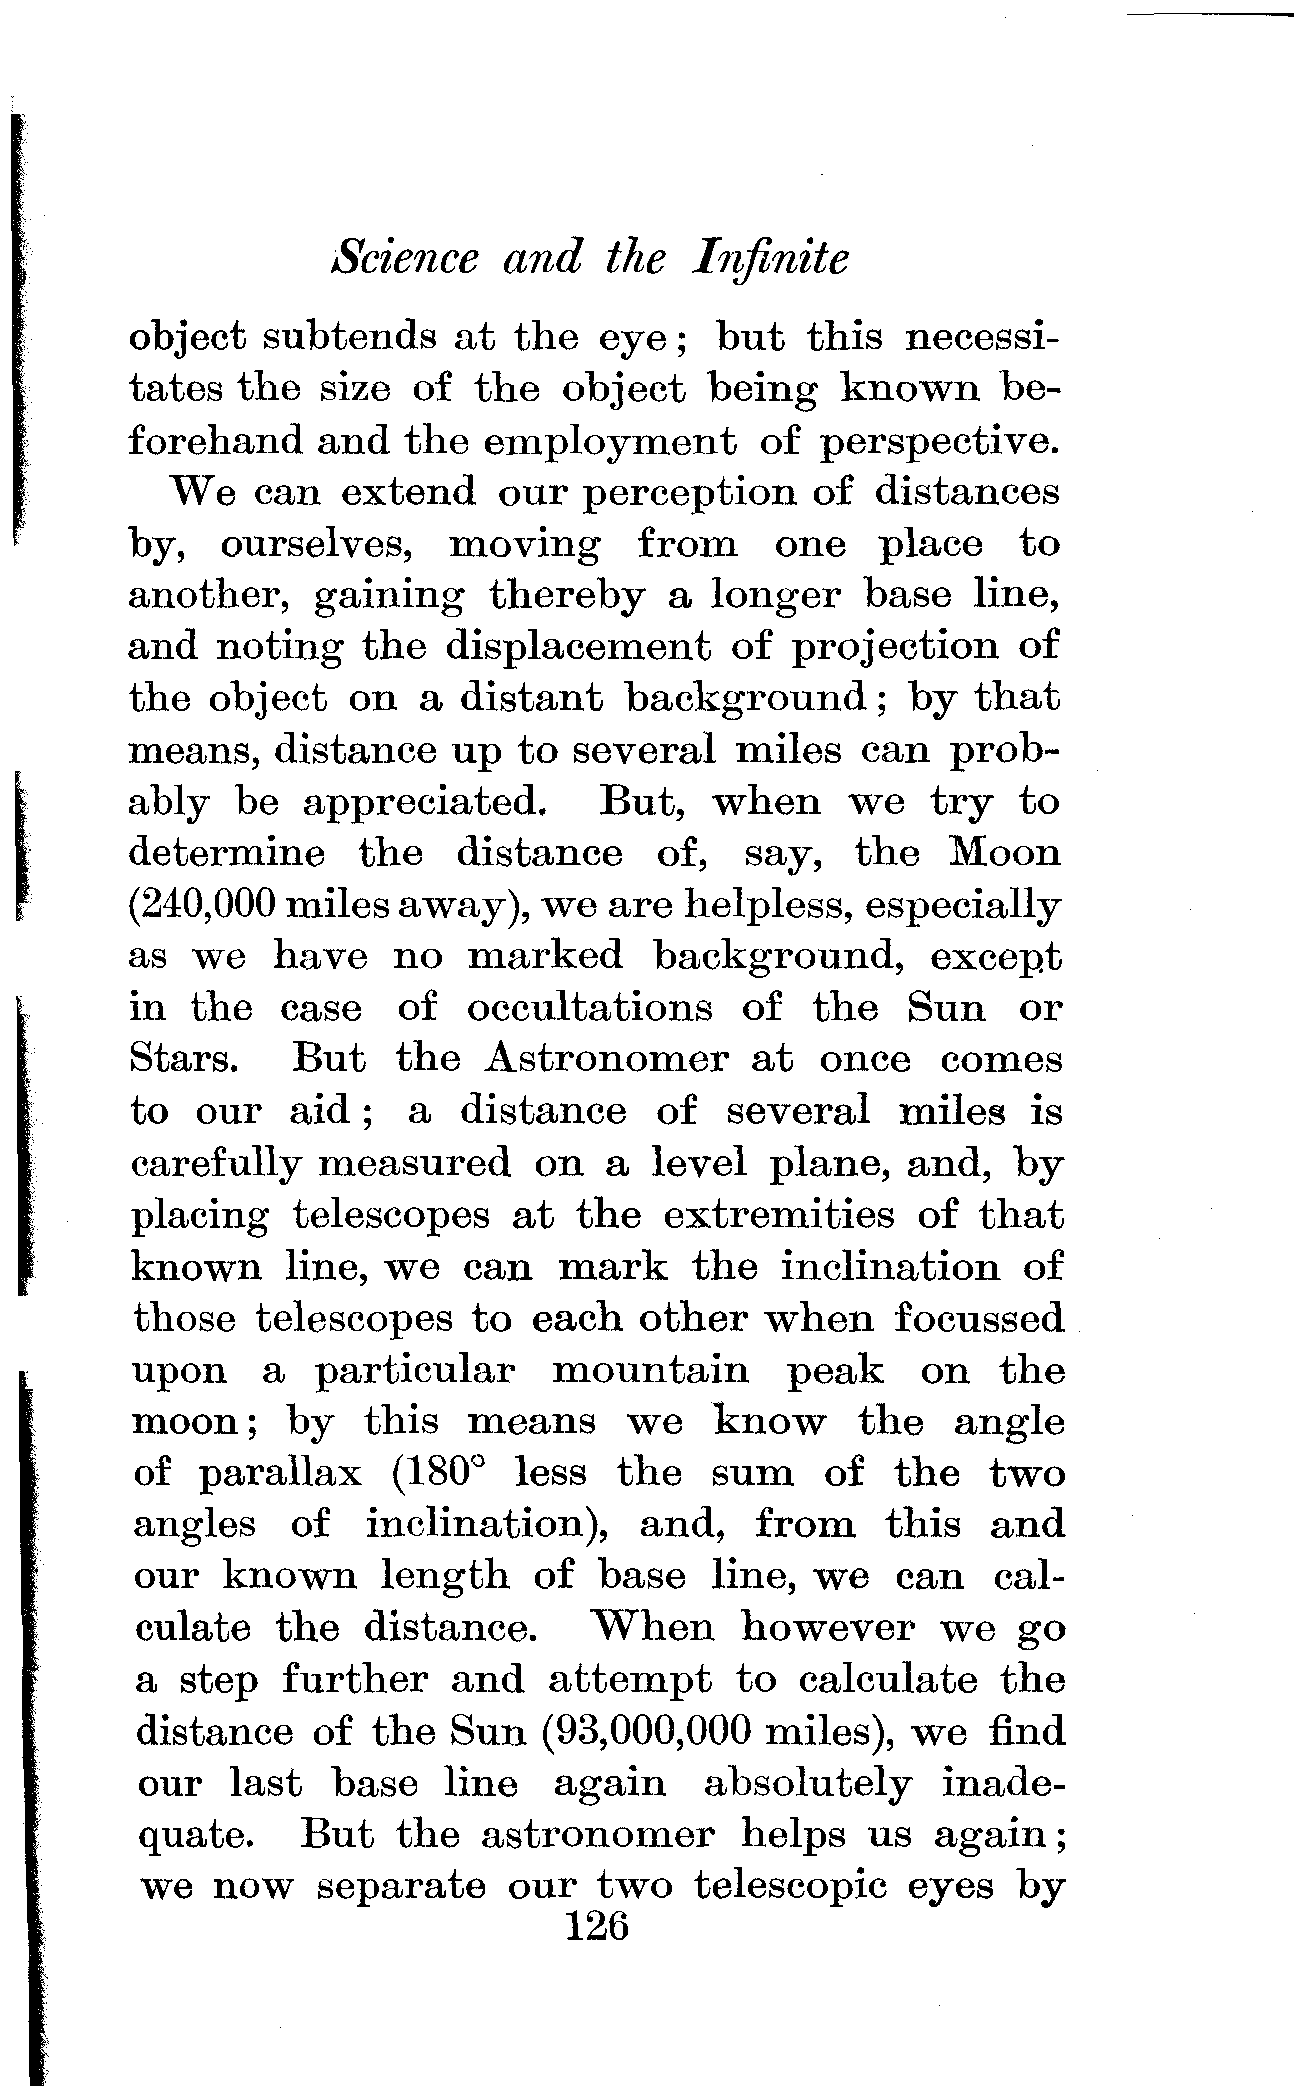 Science and the Infinite
object subtends at the eye; but this necessi-
tates the size of the object being known be-
forehand and the employment of perspective.
We can extend our perception of distances
by, ourselves, moving from one place to
another, gaining thereby a longer base line,
and noting the displacement of projection of
the object on a distant background; by that
means, distance up to several miles can prob-
ably be appreciated. But, when we try to
determine the distance of, say, the Moon
(240,000 miles away), we are helpless, especially
as we have no marked background, except
in the case of occultations of the Sun or
Stars. But the Astronomer at once comes
to our aid; a distance of several miles is
carefully measured on a level plane, and, by
placing telescopes at the extremities of that
known line, we can mark the inclination of
those telescopes to each other when focussed
upon a particular mountain peak on the
moon; by this means we know the angle
of parallax (180° less the sum of the two
angles of inclination), and, from this and
our known length of base line, we can cal-
culate the distance. When however we go
a step further and attempt to calculate the
distance of the Sun (93,000,000 miles), we find
our last base line again absolutely inade-
quate. But the astronomer helps us again;
we now separate our two telescopic eyes by
126